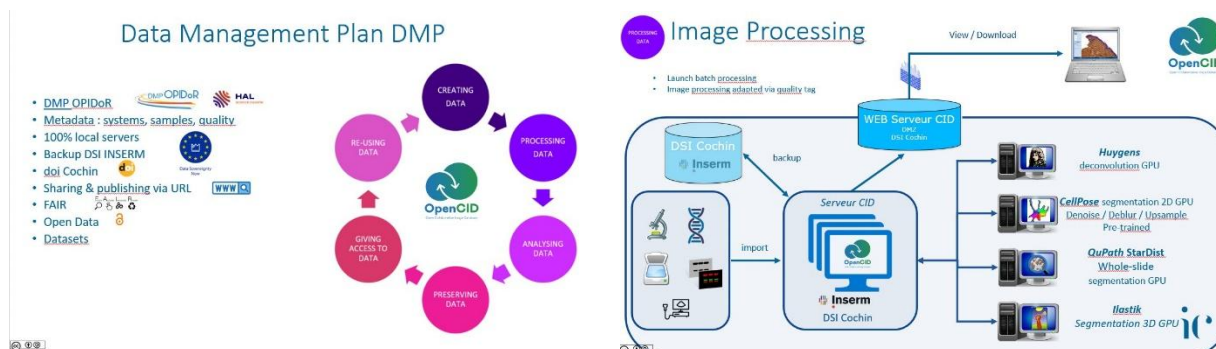 Data Management Plan DMP
• DMP OPIDoR
DMP OPIDoR
HAL
• Metadata : systems, samples, quality
• 100% local servers
• Backup DSI INSERM
• doi Cochin
doi
Data Sovereignty
Now
• Sharing & publishing via URL
WWW
• FAIR
F A I R
• Open Data
• Datasets
CREATING
DATA
PROCESSING
DATA
ANALYSING
DATA
PRESERVING
DATA
GIVING
ACCESS TO
DATA
RE-USING
DATA
OpenCID
PROCESSING
DATA
Image Processing
• Launch batch processing
• Image processing adapted via quality tag
View / Download
OpenCID
WEB Serveur CID
DMZ
DSI Cochin
DSI Cochin
Inserm
backup
import
Serveur CID
OpenCID
Inserm
DSI Cochin
Huygens
deconvolution GPU
CellPose segmentation 2D GPU
Denoise / Deblur / Upsample
Pre-trained
QuPath StarDist
Whole-slide
segmentation GPU
Ilastik
Segmentation 3D GPU
ic